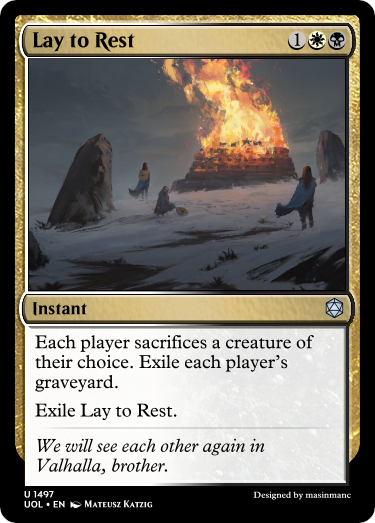 Lay to Rest 1
Instant
Each player sacrifices a creature of
their choice. Exile each player's
graveyard.
Exile Lay to Rest.
We will see each other again in
Valhalla, brother.
U 1497
UOL • EN Mateusz Katzig
Designed by masinmanc